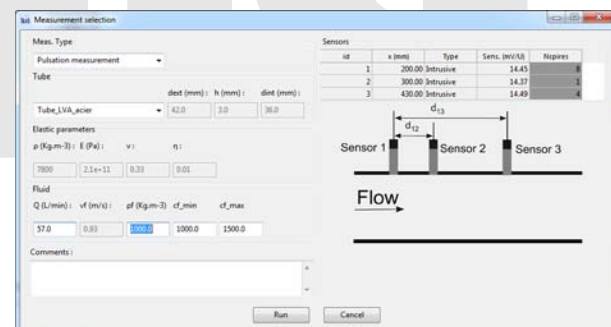 Measurement selection
Meas. Type
Pulsation measurement
Tube
dext (mm) : h (mm) : dint (mm) :
Tube_LVA_acier 42.0 3.0 36.0
Elastic parameters
ρ (Kg.m-3) : E (Pa) : ν : η :
7800 2.1e+11 0.33 0.01
Fluid
Q (L/min) : vf (m/s) : ρf (Kg.m-3) cf_min cf_max
57.0 0.93 1000.0 1000.0 1500.0
Comments :
Sensors
id x (mm) Type Sens. (mV/U) Nspires
1 200.00 Intrusive 14.45 8
2 300.00 Intrusive 14.37 1
3 430.00 Intrusive 14.49 4
d13
d12
Sensor 1 Sensor 2 Sensor 3
Flow
Run Cancel